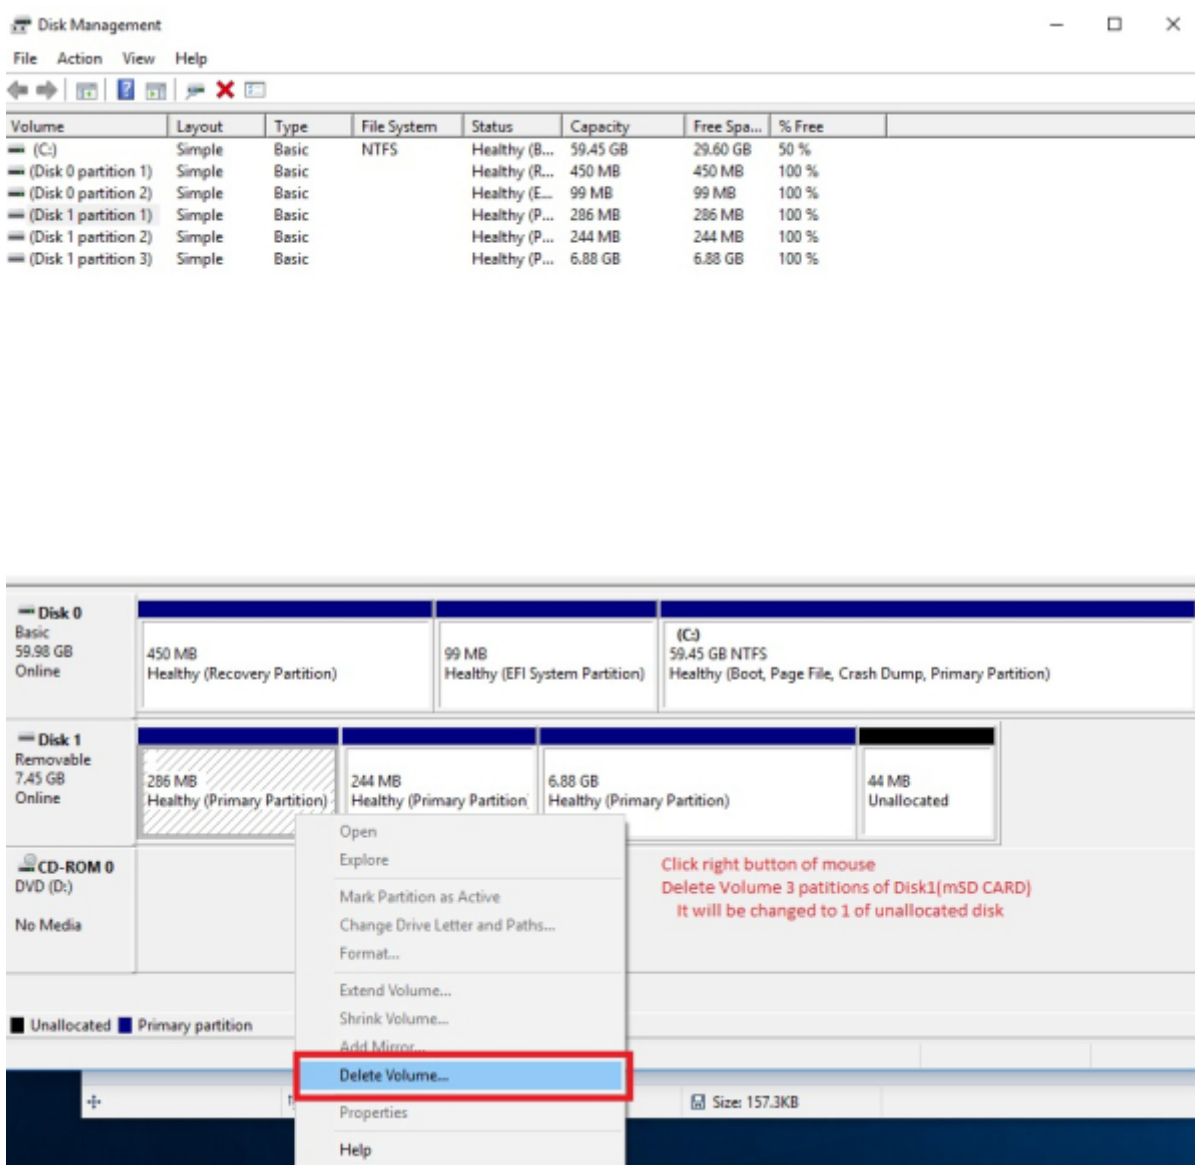 Disk Management
File Action View Help
Volume Layout Type File System Status Capacity Free Spa... % Free
(C:) Simple Basic NTFS Healthy (B... 59.45 GB 29.60 GB 50 %
(Disk 0 partition 1) Simple Basic Healthy (R... 450 MB 450 MB 100 %
(Disk 0 partition 2) Simple Basic Healthy (E... 99 MB 99 MB 100 %
(Disk 1 partition 1) Simple Basic Healthy (P... 286 MB 286 MB 100 %
(Disk 1 partition 2) Simple Basic Healthy (P... 244 MB 244 MB 100 %
(Disk 1 partition 3) Simple Basic Healthy (P... 6.88 GB 6.88 GB 100 %
Disk 0
Basic
59.98 GB
Online
450 MB
Healthy (Recovery Partition)
99 MB
Healthy (EFI System Partition)
(C:)
59.45 GB NTFS
Healthy (Boot, Page File, Crash Dump, Primary Partition)
Disk 1
Removable
7.45 GB
Online
286 MB
Healthy (Primary Partition)
244 MB
Healthy (Primary Partition
6.88 GB
Healthy (Primary Partition)
44 MB
Unallocated
CD-ROM 0
DVD (D:)
No Media
Open
Explore
Mark Partition as Active
Change Drive Letter and Paths...
Format...
Extend Volume...
Shrink Volume...
Add Mirror...
Delete Volume...
Properties
Help
Click right button of mouse
Delete Volume 3 patitions of Disk1(mSD CARD)
It will be changed to 1 of unallocated disk
Unallocated Primary partition
Size: 157.3KB